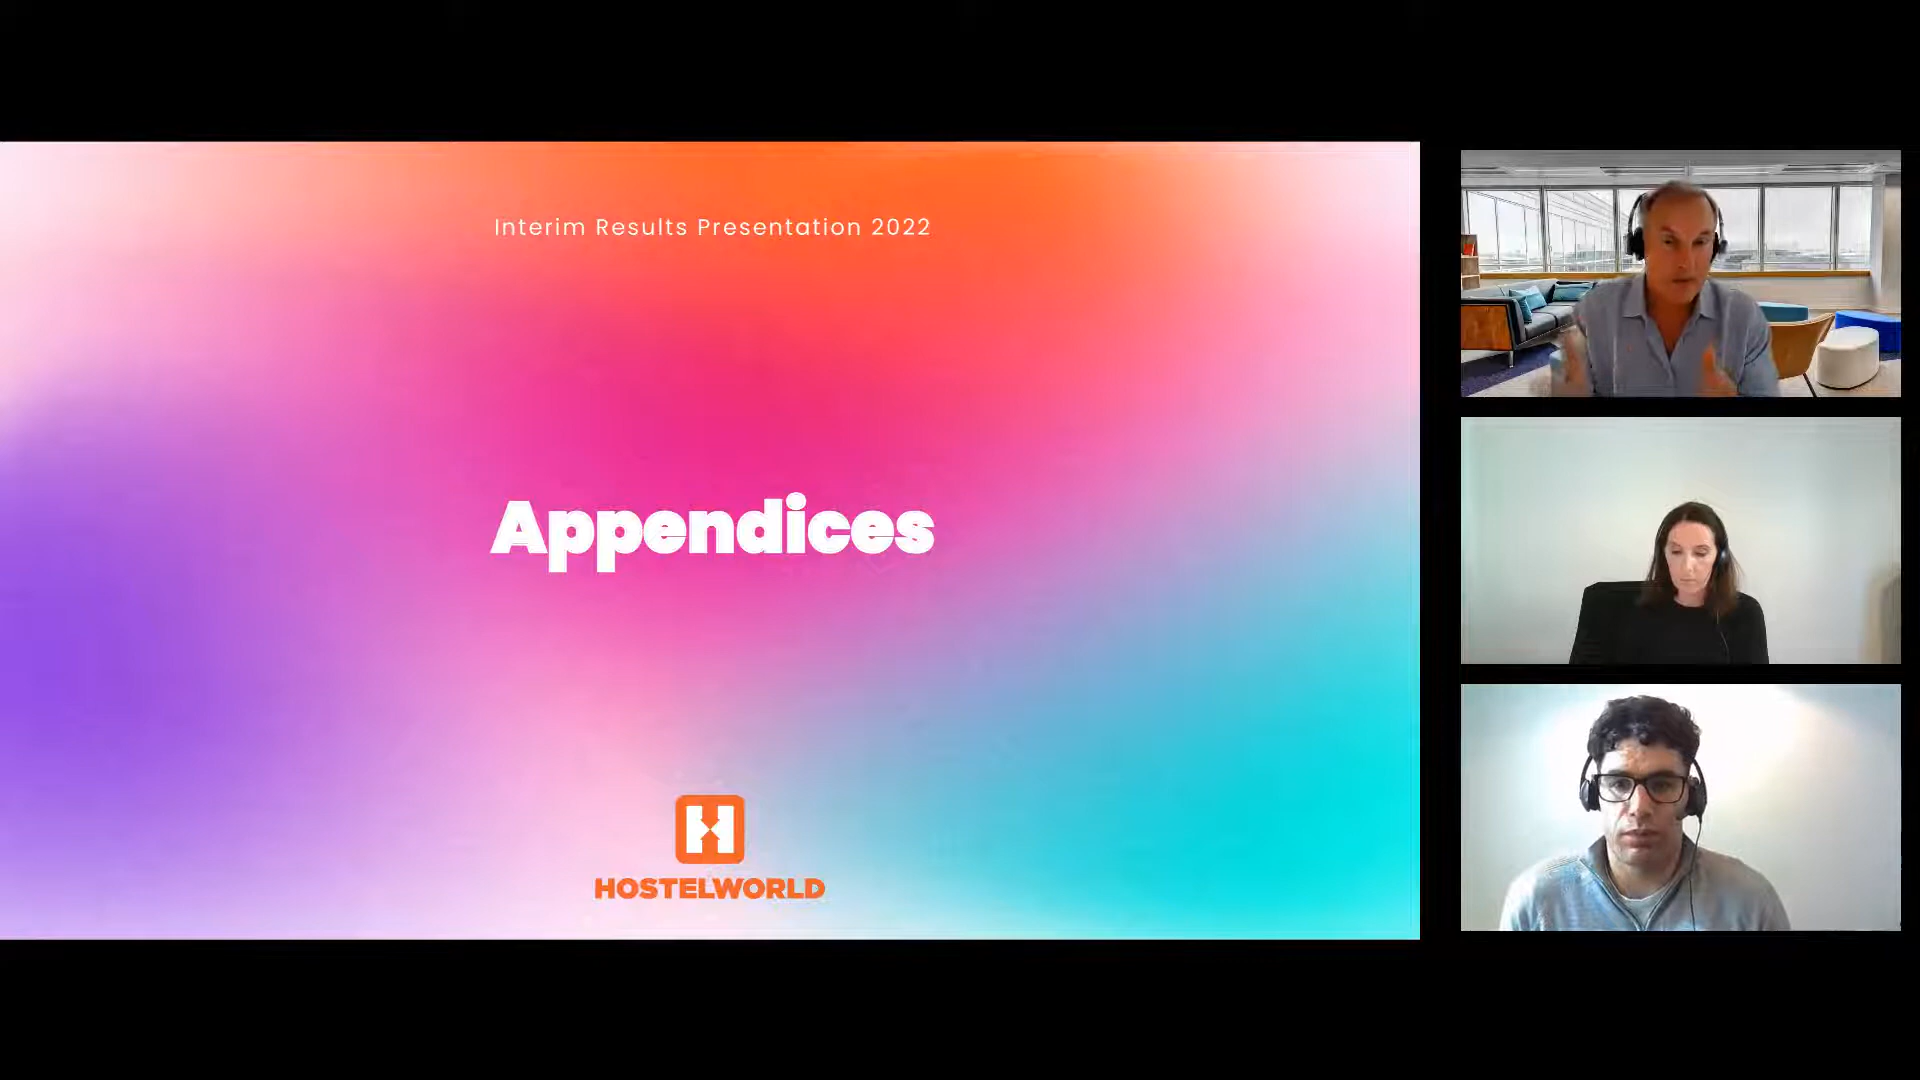 Interim Results Presentation 2022
Appendices
H
HOSTELWORLD